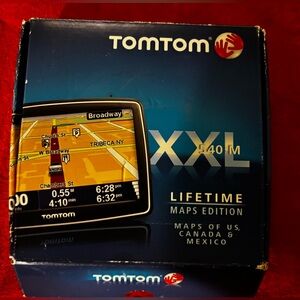 TOMTOM
Broadway
TRIBECA NY
XXL
540 M
0.55
6:28
4:10
6:32
TOMTOM
LIFETIME
MAPS EDITION
MAPS OF US,
CANADA &
MEXICO
TOMTOM